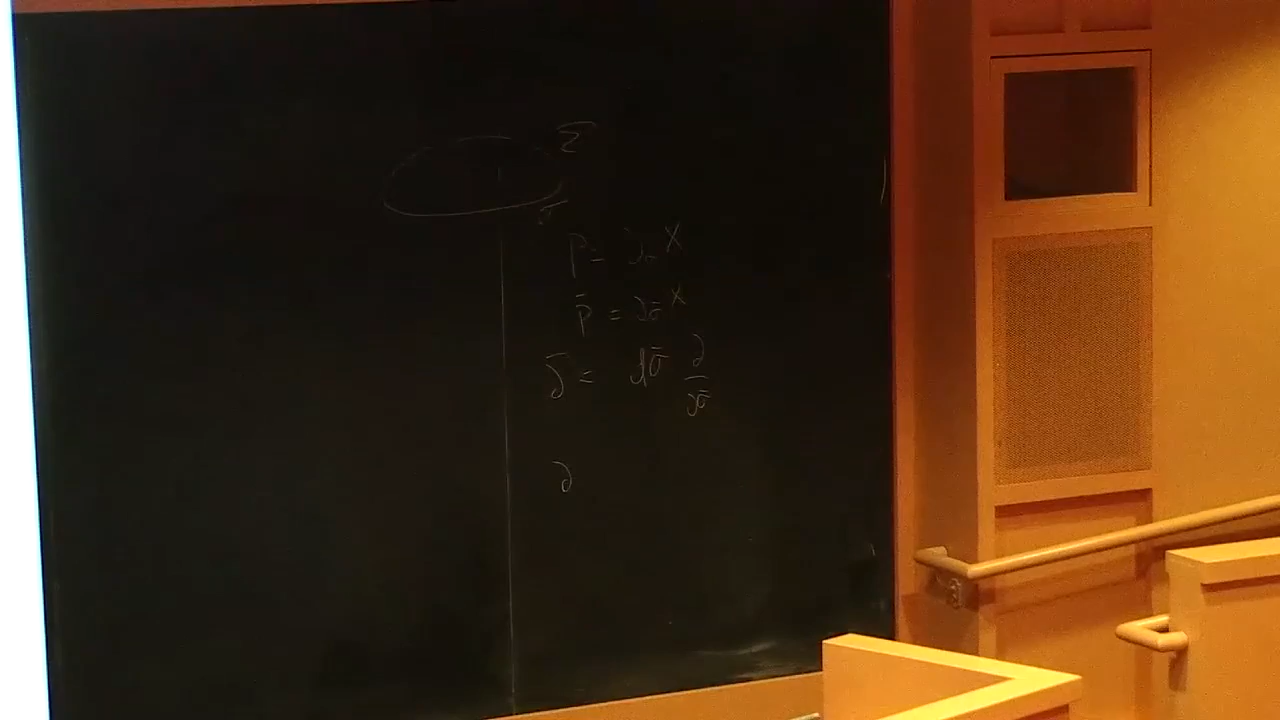 Σ
σ̄
p = ∂σ X
p̄ = ∂σ̄ X
∂̄ = dσ̄ ∂/∂σ̄
∂